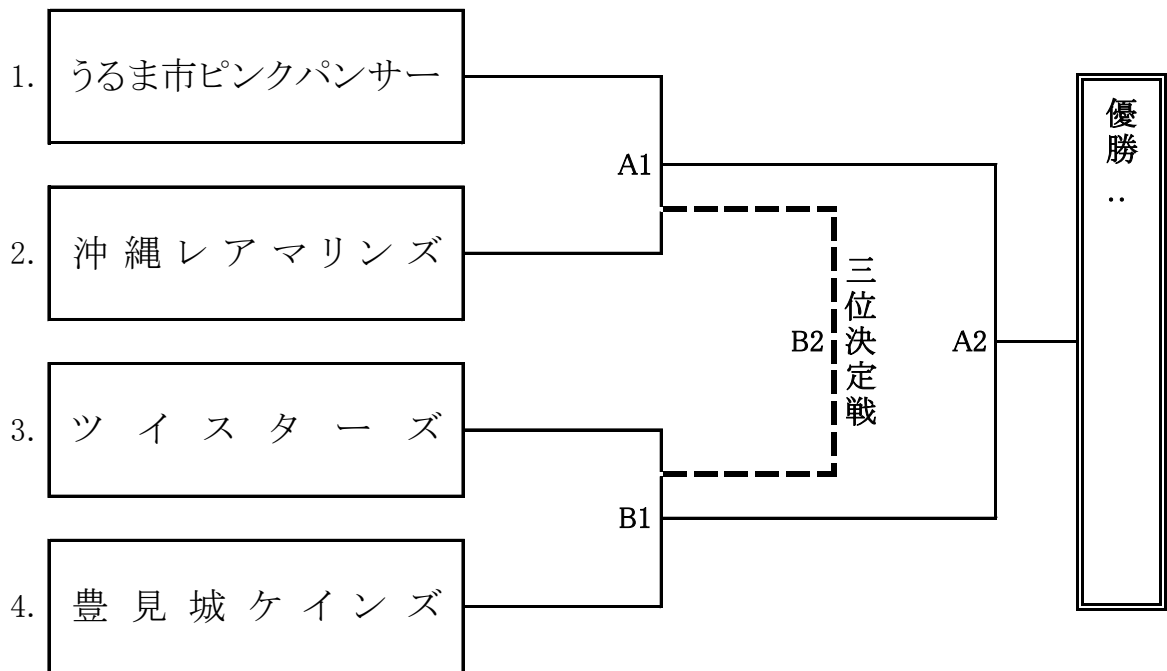 1. うるま市ピンクパンサー
2. 沖縄レアマリンズ
3. ツイスターズ
4. 豊見城ケインズ
A1
B1
B2
三位決定戦
A2
優勝‥